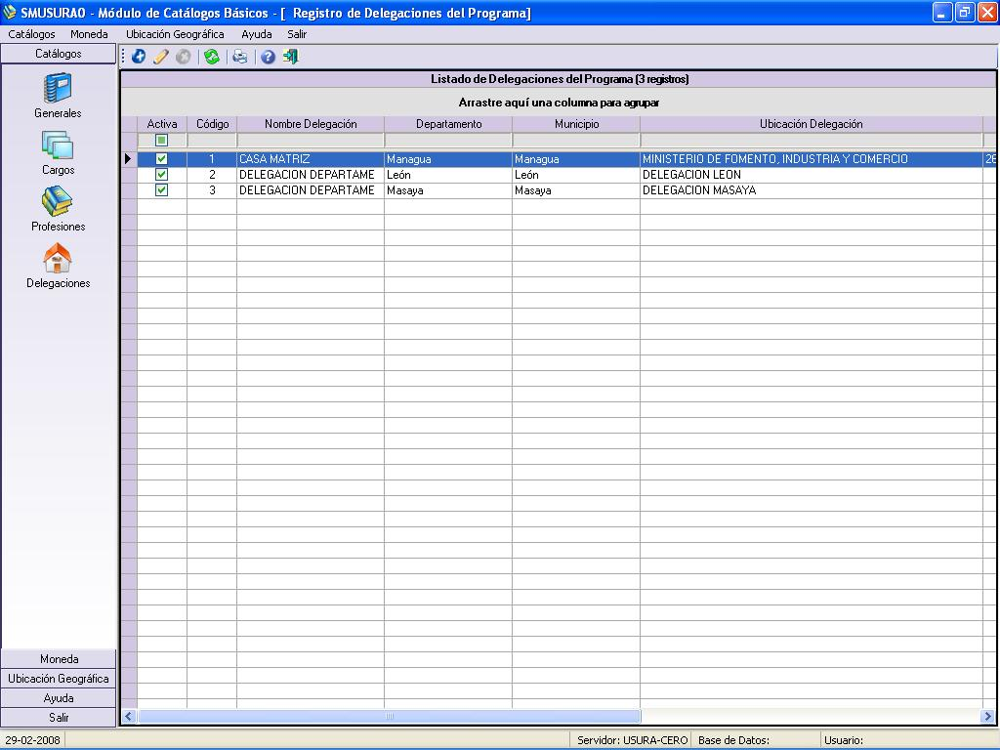 SMUSURA0 - Módulo de Catálogos Básicos - [ Registro de Delegaciones del Programa]
Catálogos Moneda Ubicación Geográfica Ayuda Salir
Catálogos
Generales
Cargos
Profesiones
Delegaciones
Moneda
Ubicación Geográfica
Ayuda
Salir
Listado de Delegaciones del Programa (3 registros)
Arrastre aquí una columna para agrupar
Activa Código Nombre Delegación Departamento Municipio Ubicación Delegación
1 CASA MATRIZ Managua Managua MINISTERIO DE FOMENTO, INDUSTRIA Y COMERCIO
2 DELEGACION DEPARTAME León León DELEGACION LEON
3 DELEGACION DEPARTAME Masaya Masaya DELEGACION MASAYA
29-02-2008 Servidor: USURA-CERO Base de Datos: Usuario: